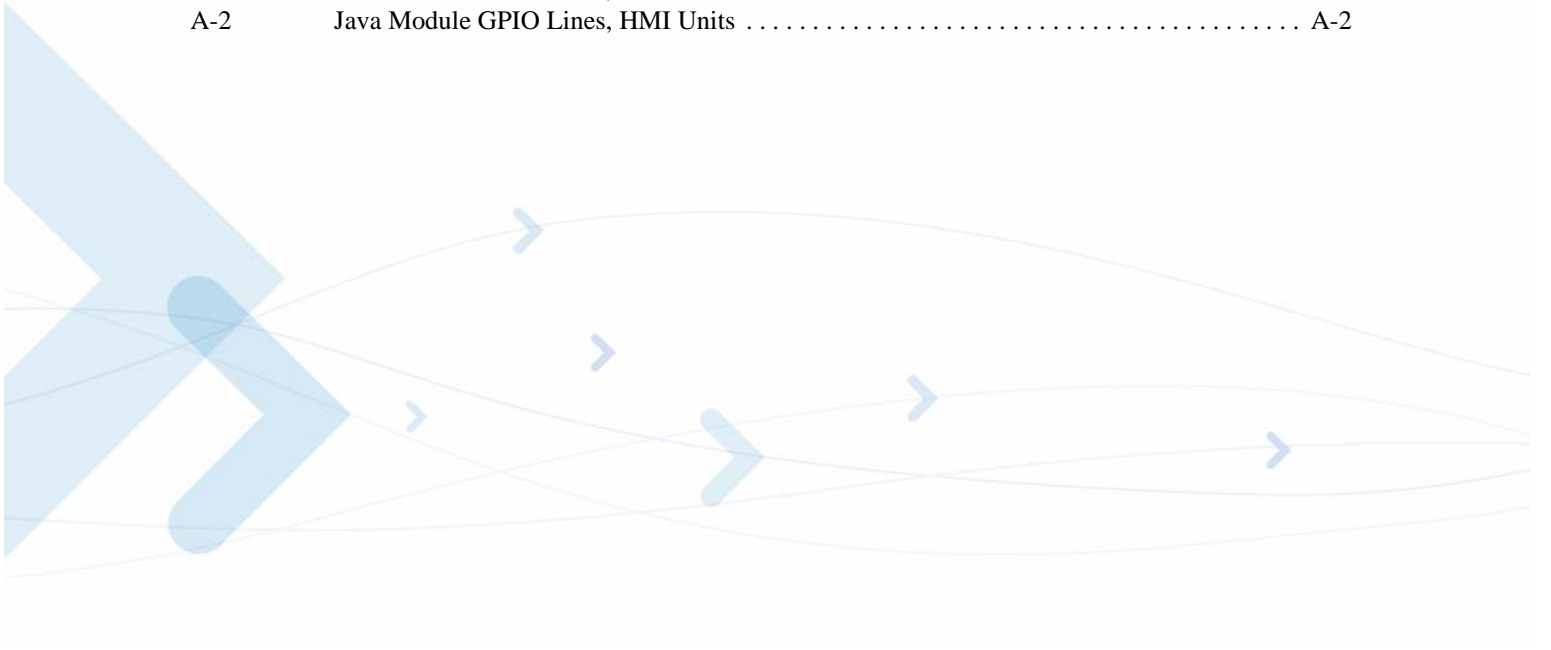 A-2 Java Module GPIO Lines, HMI Units . . . . . . . . . . . . . . . . . . . . . . . . . . . . . . . . . . . . . . . . . . A-2